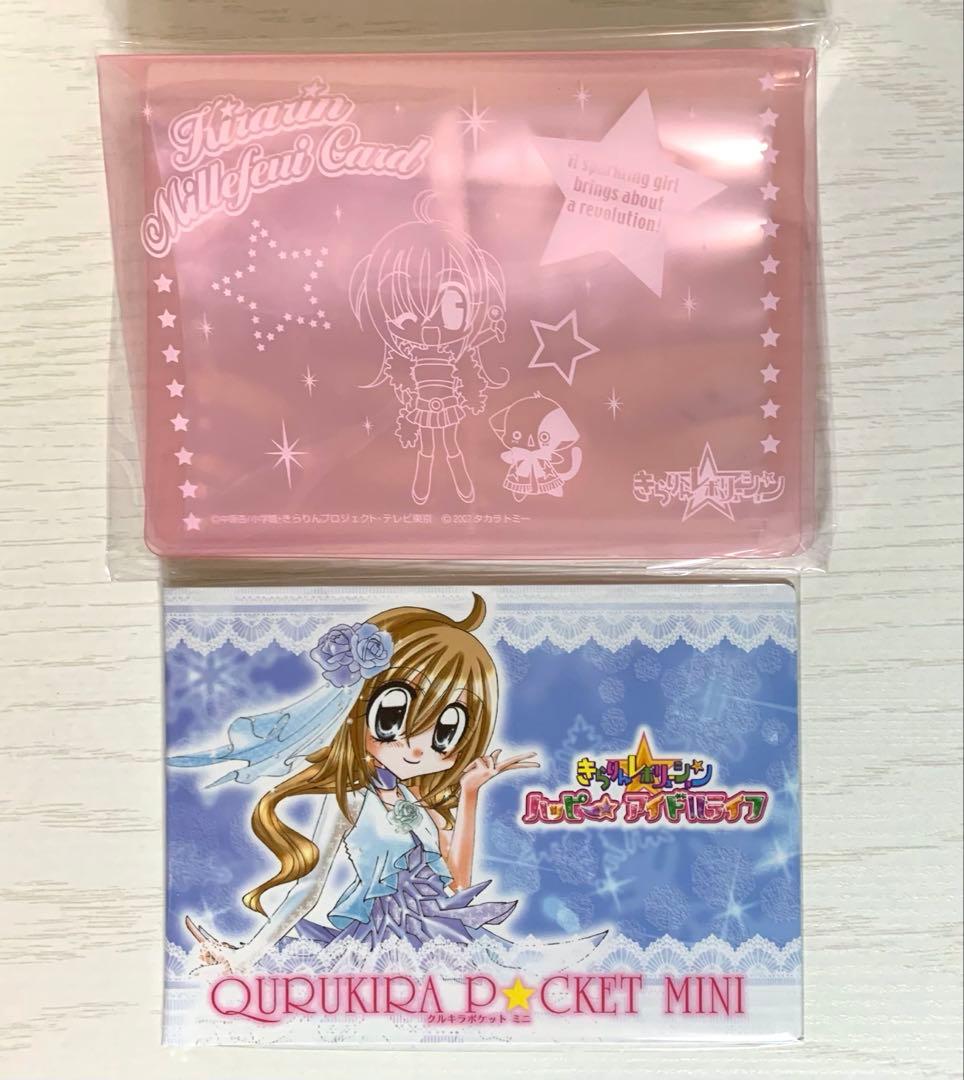 Kirarin
Millefeui Card
A sparkling girl
brings about
a revolution!
きらりん☆レボリューション
©中原杏/小学館・きらりんプロジェクト・テレビ東京 © 2007 タカラトミー
きらりん☆レボリューション
ハッピー★アイドルライフ
QURUKIRA P★CKET MINI
クルキラポケット ミニ